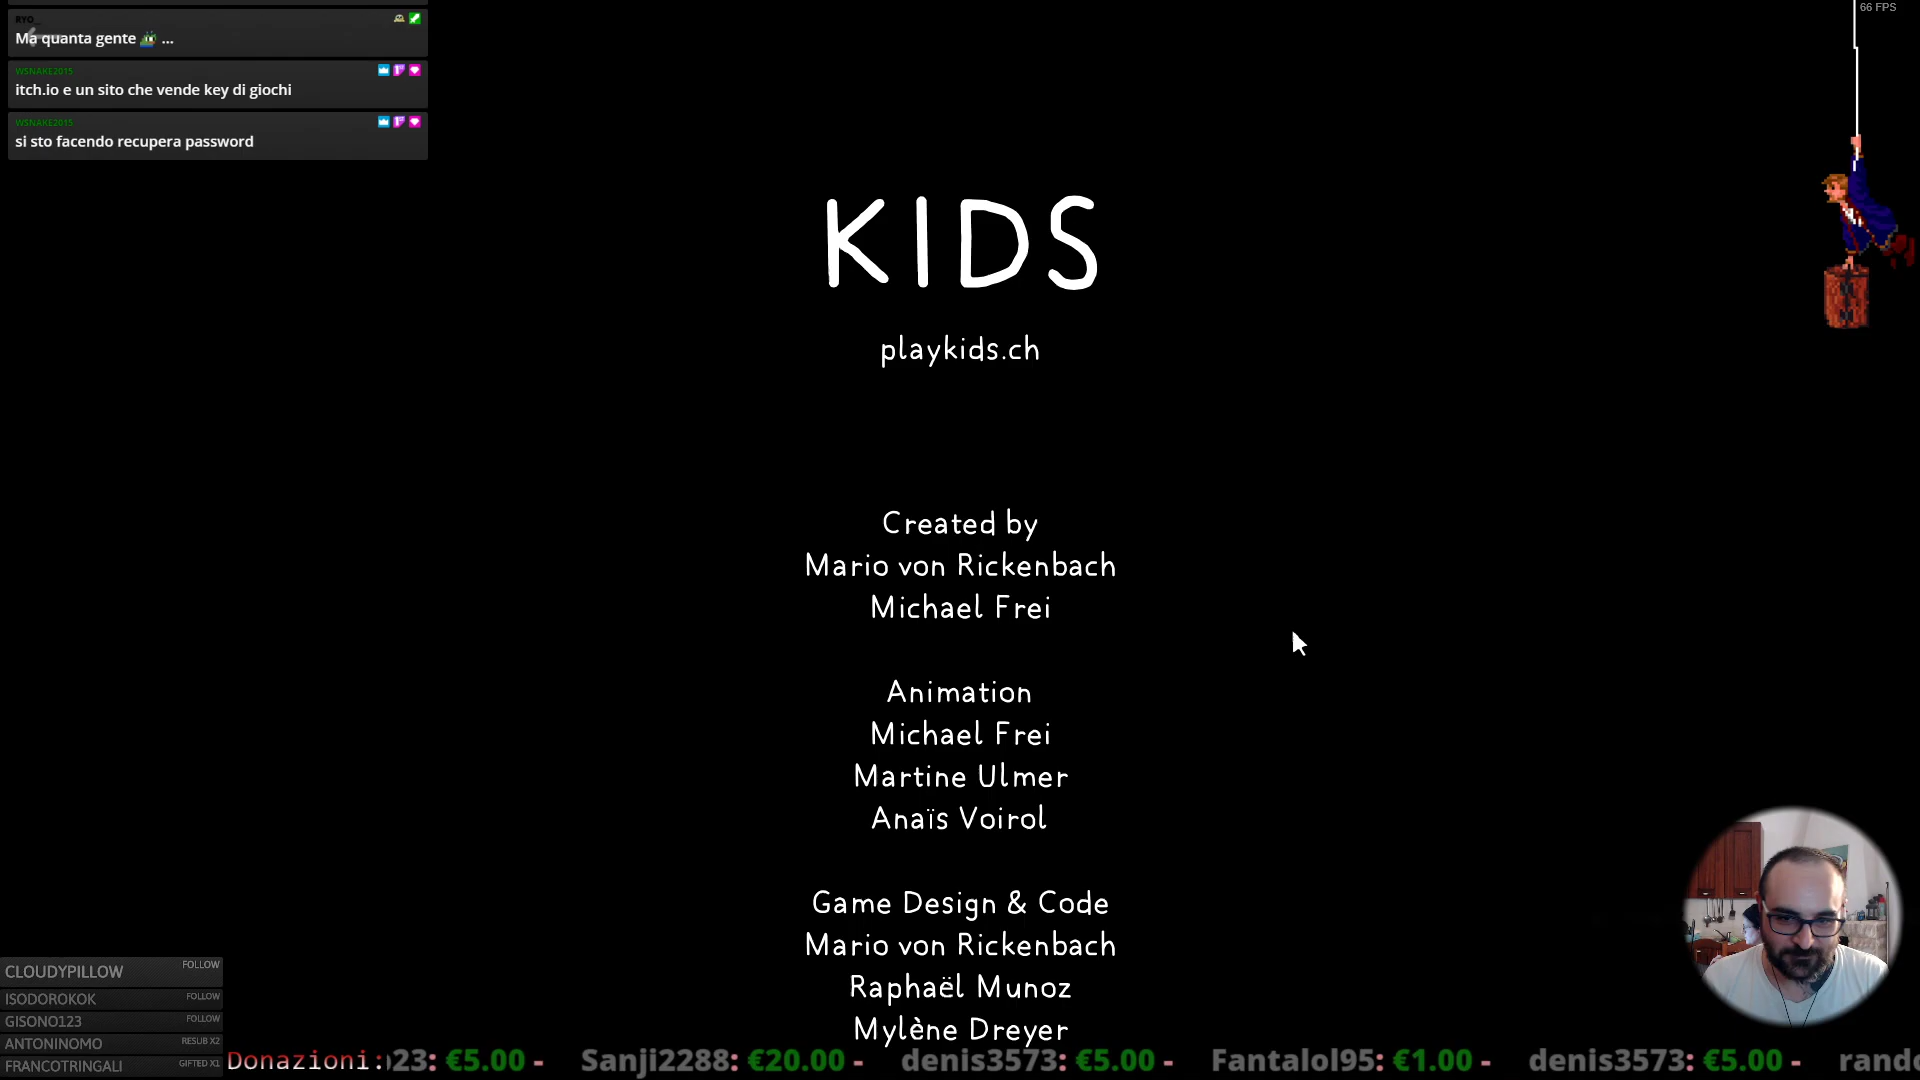 RYO_
Ma quanta gente ...
WSNAKE2015
itch.io e un sito che vende key di giochi
WSNAKE2015
si sto facendo recupera password
66 FPS
KIDS
playkids.ch
Created by
Mario von Rickenbach
Michael Frei
Animation
Michael Frei
Martine Ulmer
Anaïs Voirol
Game Design & Code
Mario von Rickenbach
Raphaël Munoz
Mylène Dreyer
CLOUDYPILLOW FOLLOW
ISODOROKOK FOLLOW
GISONO123 FOLLOW
ANTONINOMO RESUB X2
FRANCOTRINGALI GIFTED X1
Donazioni: 23: €5.00 - Sanji2288: €20.00 - denis3573: €5.00 - Fantalol95: €1.00 - denis3573: €5.00 -